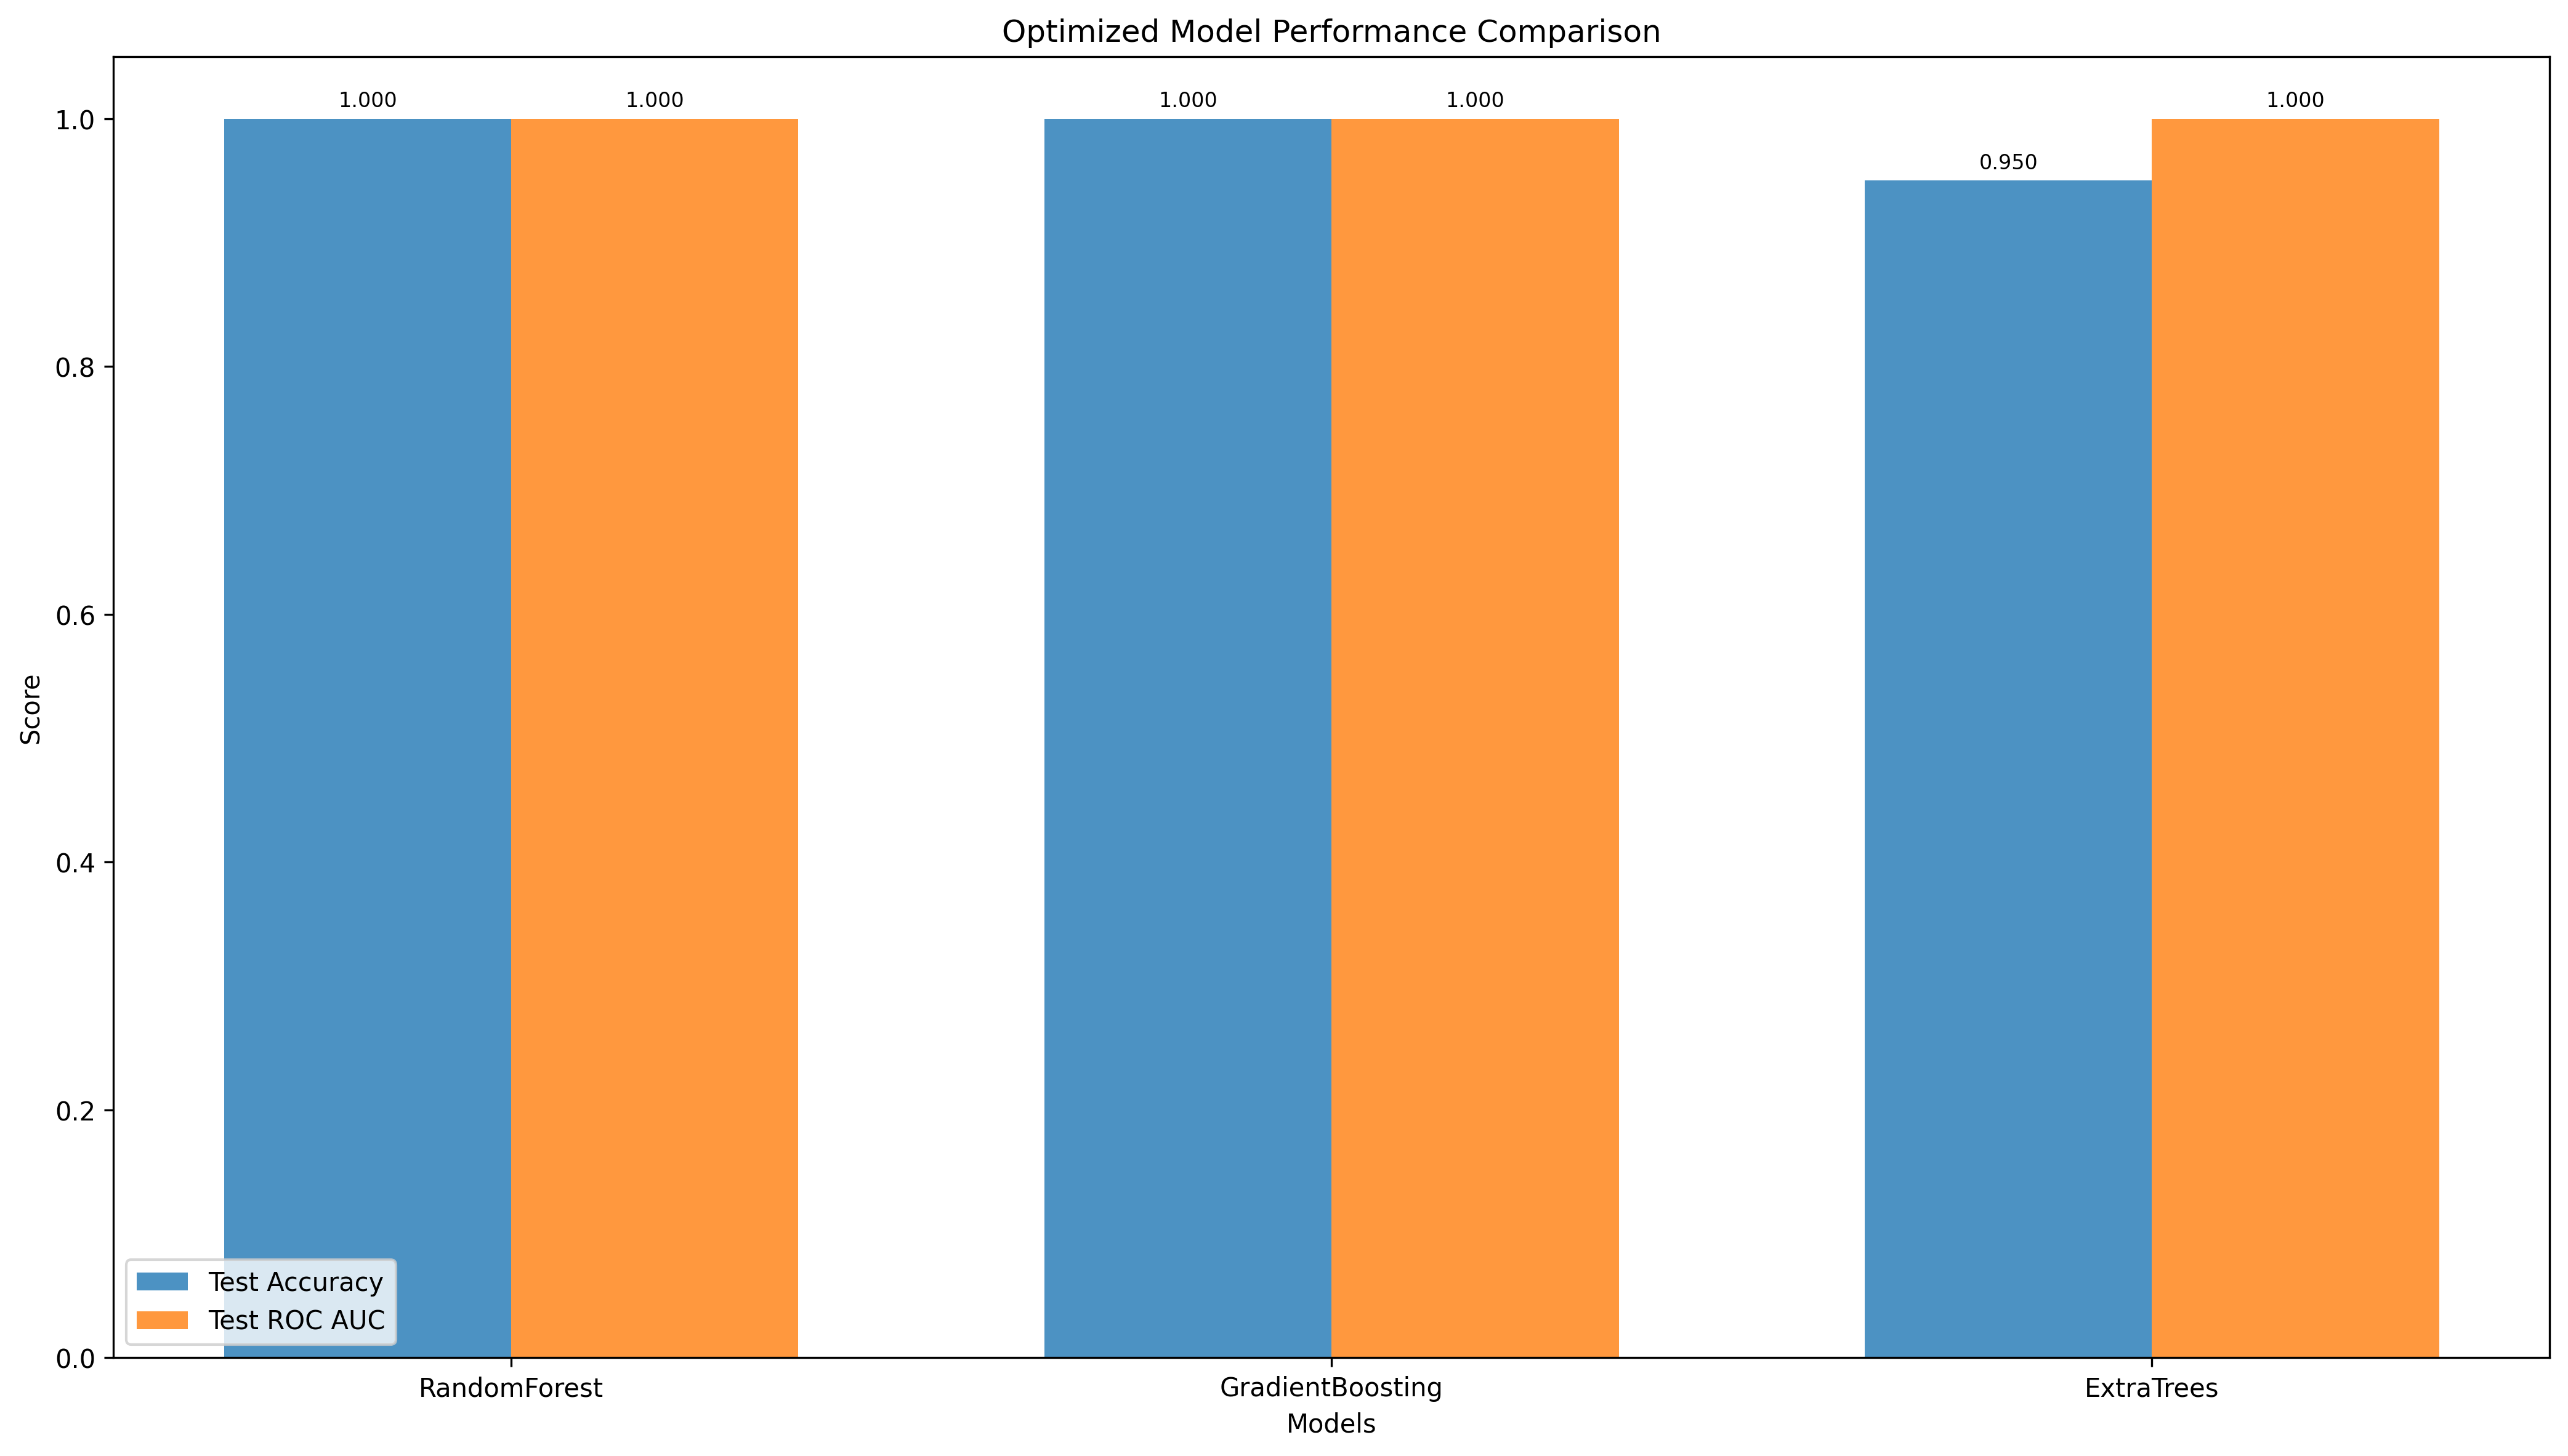 Optimized Model Performance Comparison
1.000
1.000
1.000
1.000
0.950
1.000
1.0
0.8
0.6
0.4
0.2
0.0
Score
Test Accuracy
Test ROC AUC
RandomForest
GradientBoosting
ExtraTrees
Models